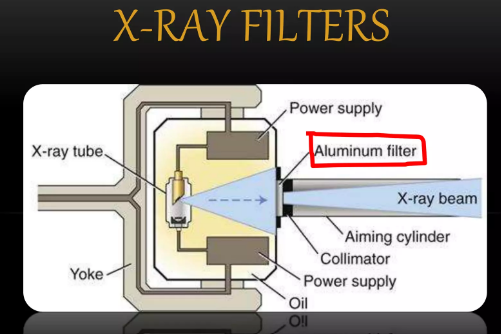 X-RAY FILTERS
Power supply
X-ray tube
Aluminum filter
X-ray beam
Aiming cylinder
Collimator
Yoke
Power supply
Oil